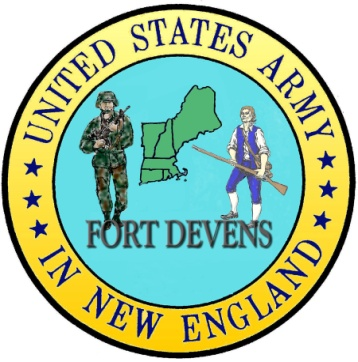 UNITED STATES ARMY
FORT DEVENS
IN NEW ENGLAND